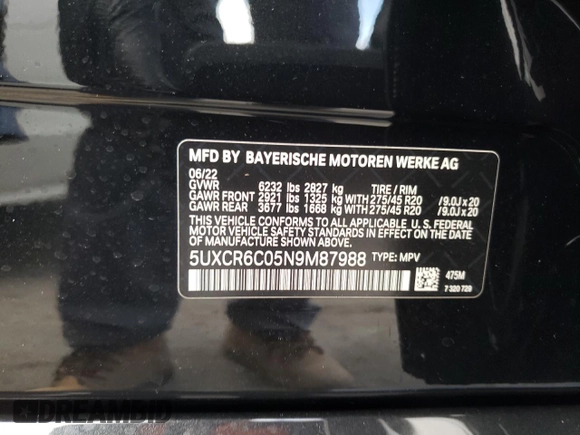 MFD BY BAYERISCHE MOTOREN WERKE AG
06/22
GVWR 6232 lbs 2827 kg TIRE / RIM
GAWR FRONT 2921 lbs 1325 kg WITH 275/45 R20 /9.0J x 20
GAWR REAR 3677 lbs 1668 kg WITH 275/45 R20 /9.0J x 20
THIS VEHICLE CONFORMS TO ALL APPLICABLE U. S. FEDERAL
MOTOR VEHICLE SAFETY STANDARDS IN EFFECT ON THE
DATE OF MANUFACTURE SHOWN ABOVE.
5UXCR6C05N9M87988 TYPE: MPV
475M
7 320 729
DREAMBID